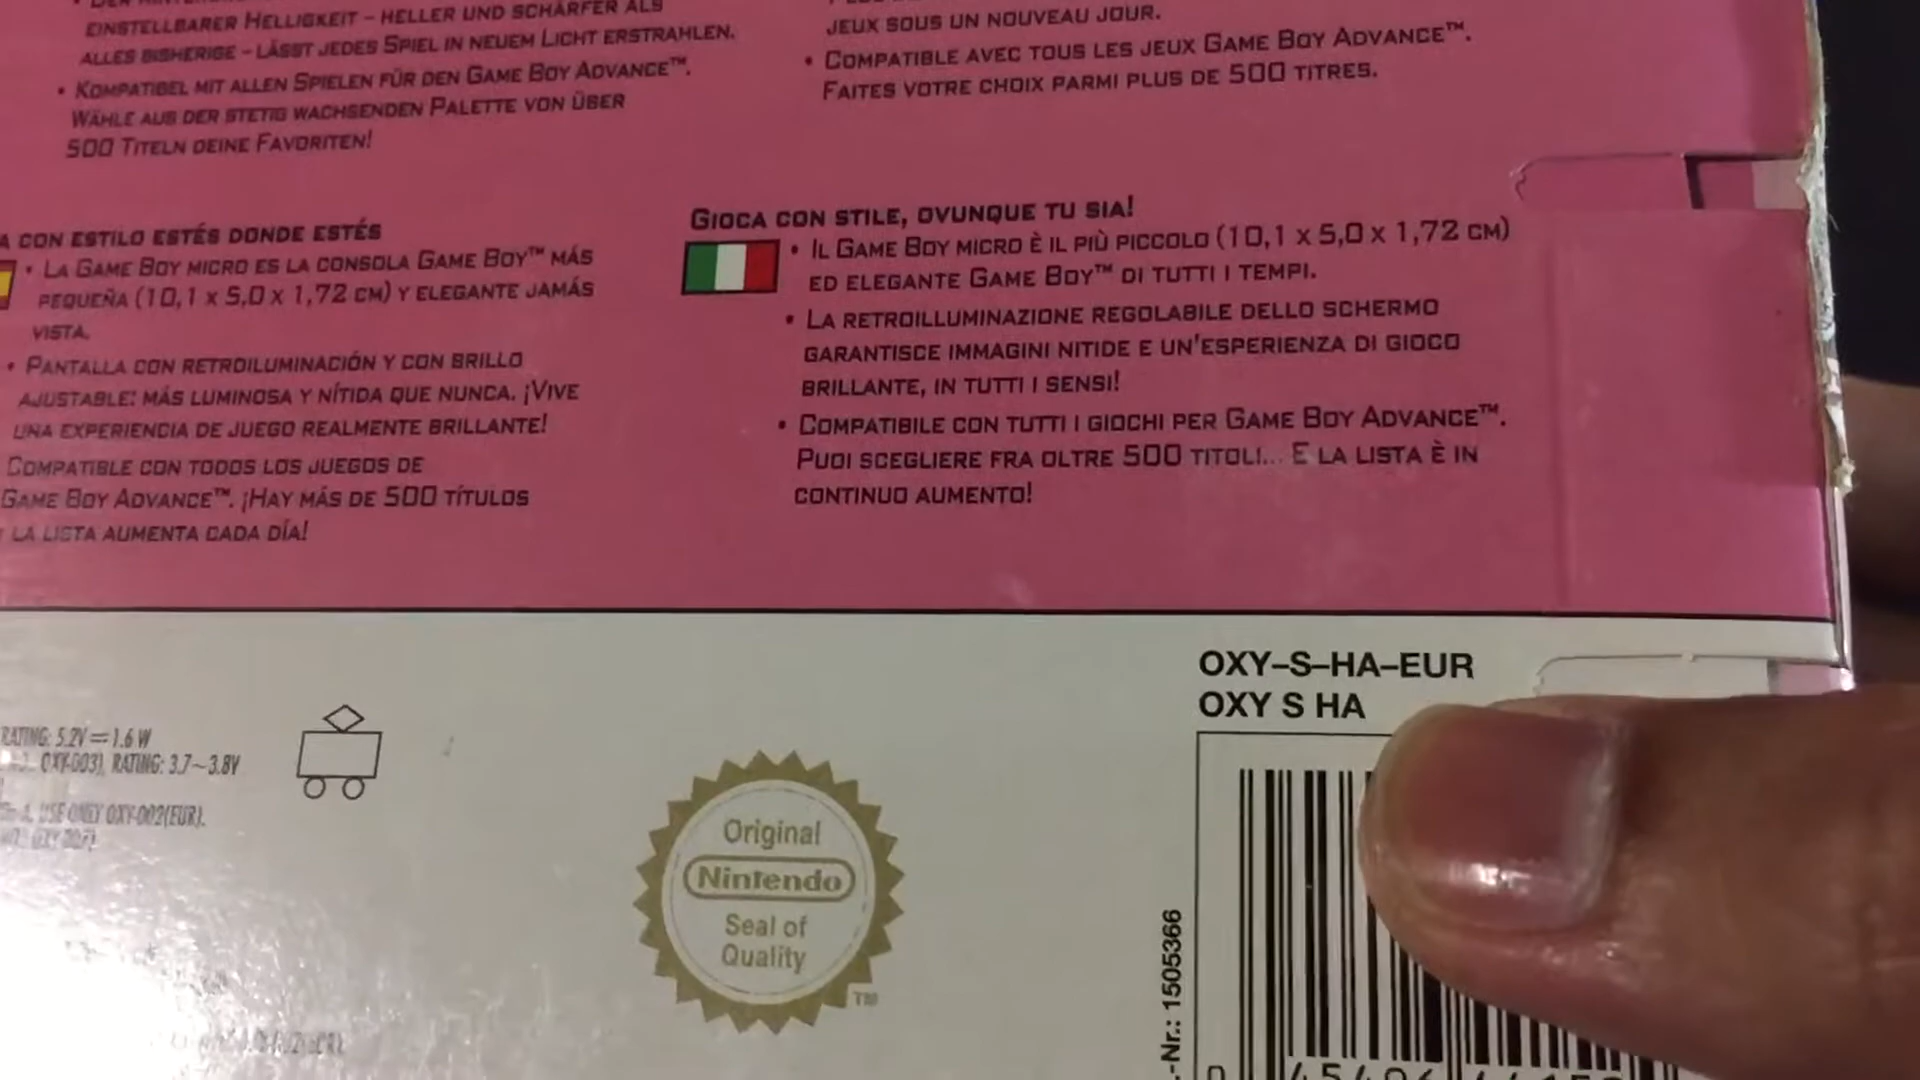 EINSTELLBARER HELLIGKEIT – HELLER UND SCHÄRFER ALS
ALLES BISHERIGE – LÄSST JEDES SPIEL IN NEUEM LICHT ERSTRAHLEN.
• KOMPATIBEL MIT ALLEN SPIELEN FÜR DEN GAME BOY ADVANCE™.
WÄHLE AUS DER STETIG WACHSENDEN PALETTE VON ÜBER
500 TITELN DEINE FAVORITEN!
JEUX SOUS UN NOUVEAU JOUR.
• COMPATIBLE AVEC TOUS LES JEUX GAME BOY ADVANCE™.
FAITES VOTRE CHOIX PARMI PLUS DE 500 TITRES.
A CON ESTILO ESTÉS DONDE ESTÉS
• LA GAME BOY MICRO ES LA CONSOLA GAME BOY™ MÁS
PEQUEÑA (10,1 x 5,0 x 1,72 CM) Y ELEGANTE JAMÁS
VISTA.
• PANTALLA CON RETROILUMINACIÓN Y CON BRILLO
AJUSTABLE: MÁS LUMINOSA Y NÍTIDA QUE NUNCA. ¡VIVE
UNA EXPERIENCIA DE JUEGO REALMENTE BRILLANTE!
COMPATIBLE CON TODOS LOS JUEGOS DE
GAME BOY ADVANCE™. ¡HAY MÁS DE 500 TÍTULOS
LA LISTA AUMENTA CADA DÍA!
GIOCA CON STILE, OVUNQUE TU SIA!
• IL GAME BOY MICRO È IL PIÙ PICCOLO (10,1 x 5,0 x 1,72 CM)
ED ELEGANTE GAME BOY™ DI TUTTI I TEMPI.
• LA RETROILLUMINAZIONE REGOLABILE DELLO SCHERMO
GARANTISCE IMMAGINI NITIDE E UN'ESPERIENZA DI GIOCO
BRILLANTE, IN TUTTI I SENSI!
• COMPATIBILE CON TUTTI I GIOCHI PER GAME BOY ADVANCE™.
PUOI SCEGLIERE FRA OLTRE 500 TITOLI... E LA LISTA È IN
CONTINUO AUMENTO!
RATING: 5.2V = 1.6 W
OXY-003), RATING: 3.7~3.8V
USE ONLY OXY-002(EUR).
Original
Nintendo
Seal of
Quality
TM
OXY–S–HA–EUR
OXY S HA
.-Nr.: 1505366
0 45496